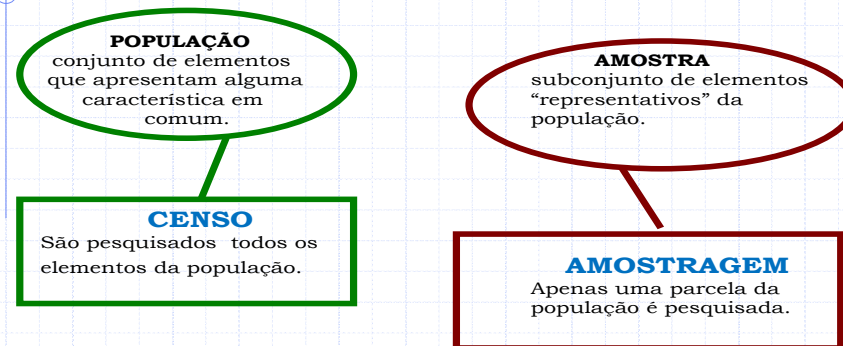 POPULAÇÃO
conjunto de elementos
que apresentam alguma
característica em
comum.
CENSO
São pesquisados todos os
elementos da população.
AMOSTRA
subconjunto de elementos
“representativos” da
população.
AMOSTRAGEM
Apenas uma parcela da
população é pesquisada.